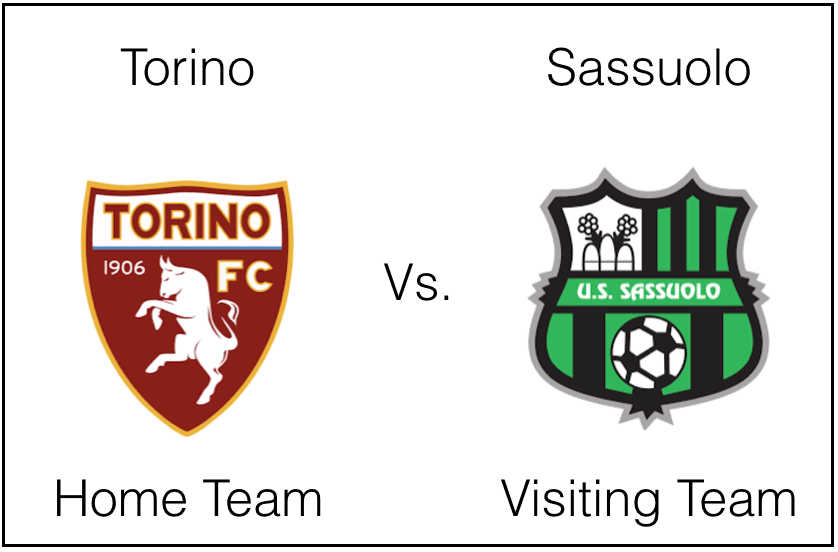 Torino
Sassuolo
TORINO
1906
FC
Vs.
U.S. SASSUOLO
Home Team
Visiting Team